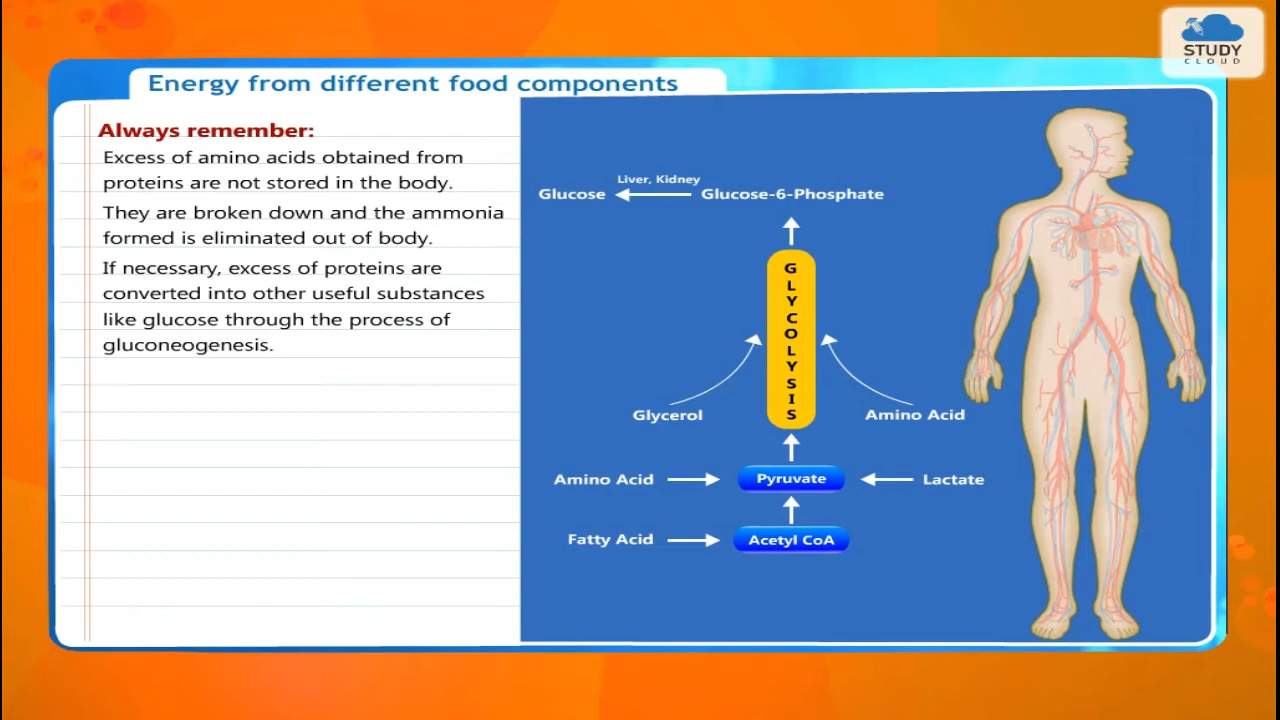 STUDY
CLOUD
Energy from different food components
Always remember:
Excess of amino acids obtained from
proteins are not stored in the body.
They are broken down and the ammonia
formed is eliminated out of body.
If necessary, excess of proteins are
converted into other useful substances
like glucose through the process of
gluconeogenesis.
Liver, Kidney
Glucose Glucose-6-Phosphate
GLYCOLYSIS
Glycerol Amino Acid
Amino Acid Pyruvate Lactate
Fatty Acid Acetyl CoA